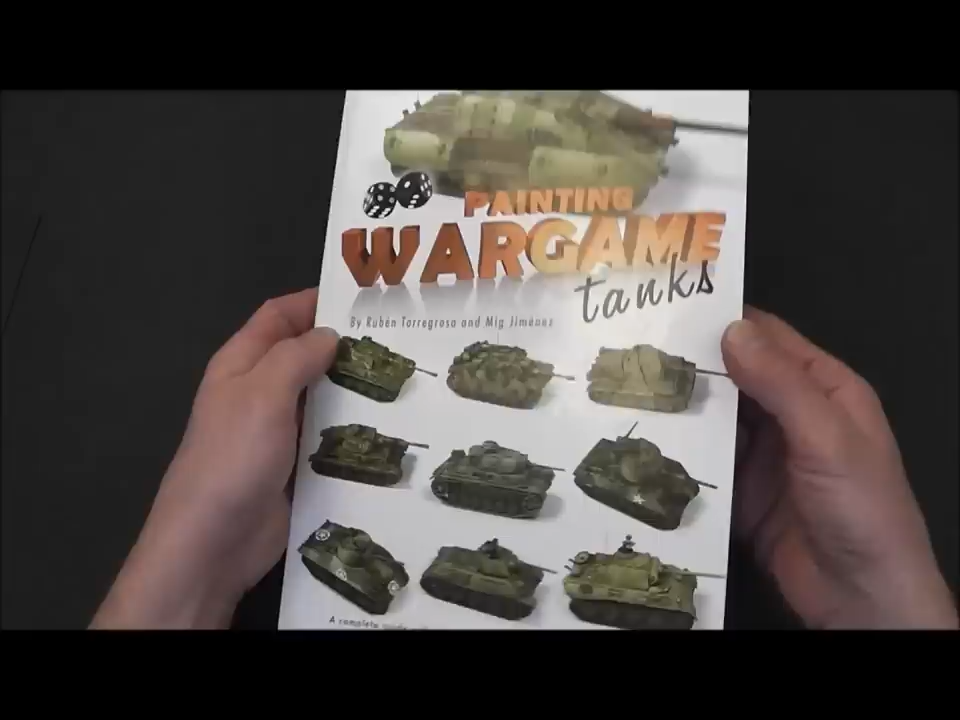 PAINTING
WARGAME
tanks
By Rubén Torregrosa and Mig Jiménez
A complete guide